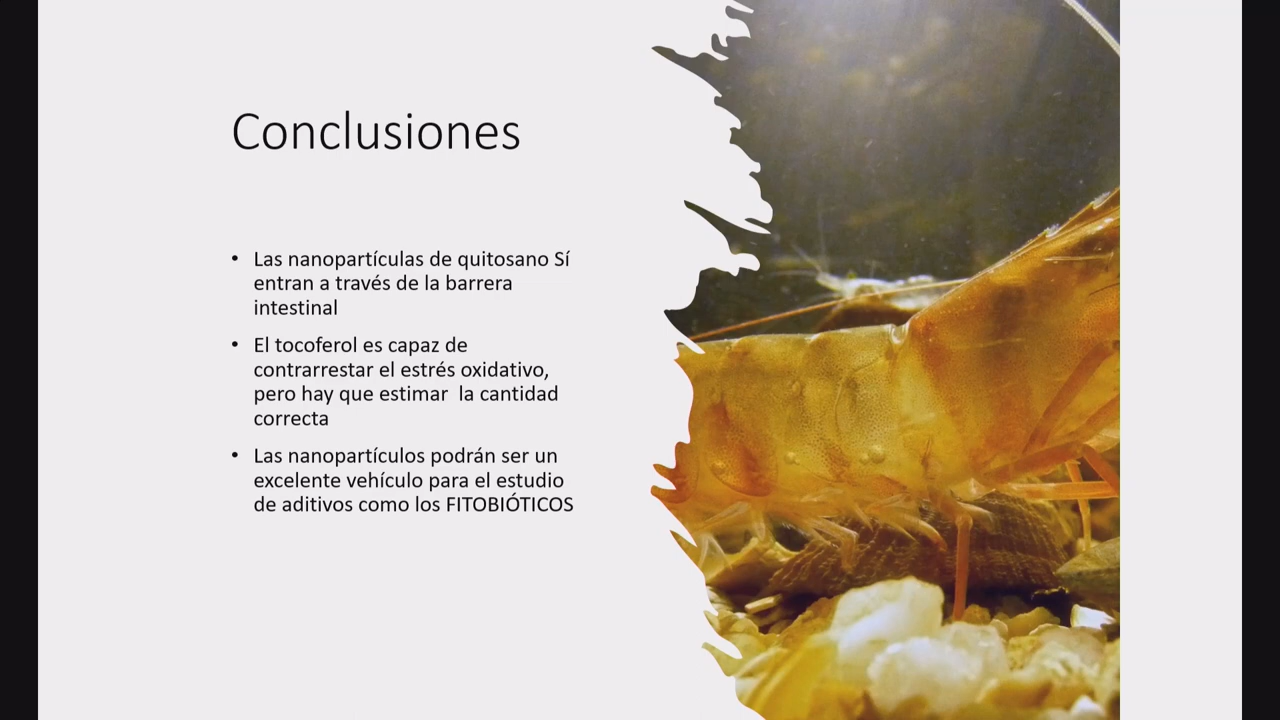 Conclusiones
• Las nanopartículas de quitosano Sí
entran a través de la barrera
intestinal
• El tocoferol es capaz de
contrarrestar el estrés oxidativo,
pero hay que estimar  la cantidad
correcta
• Las nanopartículos podrán ser un
excelente vehículo para el estudio
de aditivos como los FITOBIÓTICOS